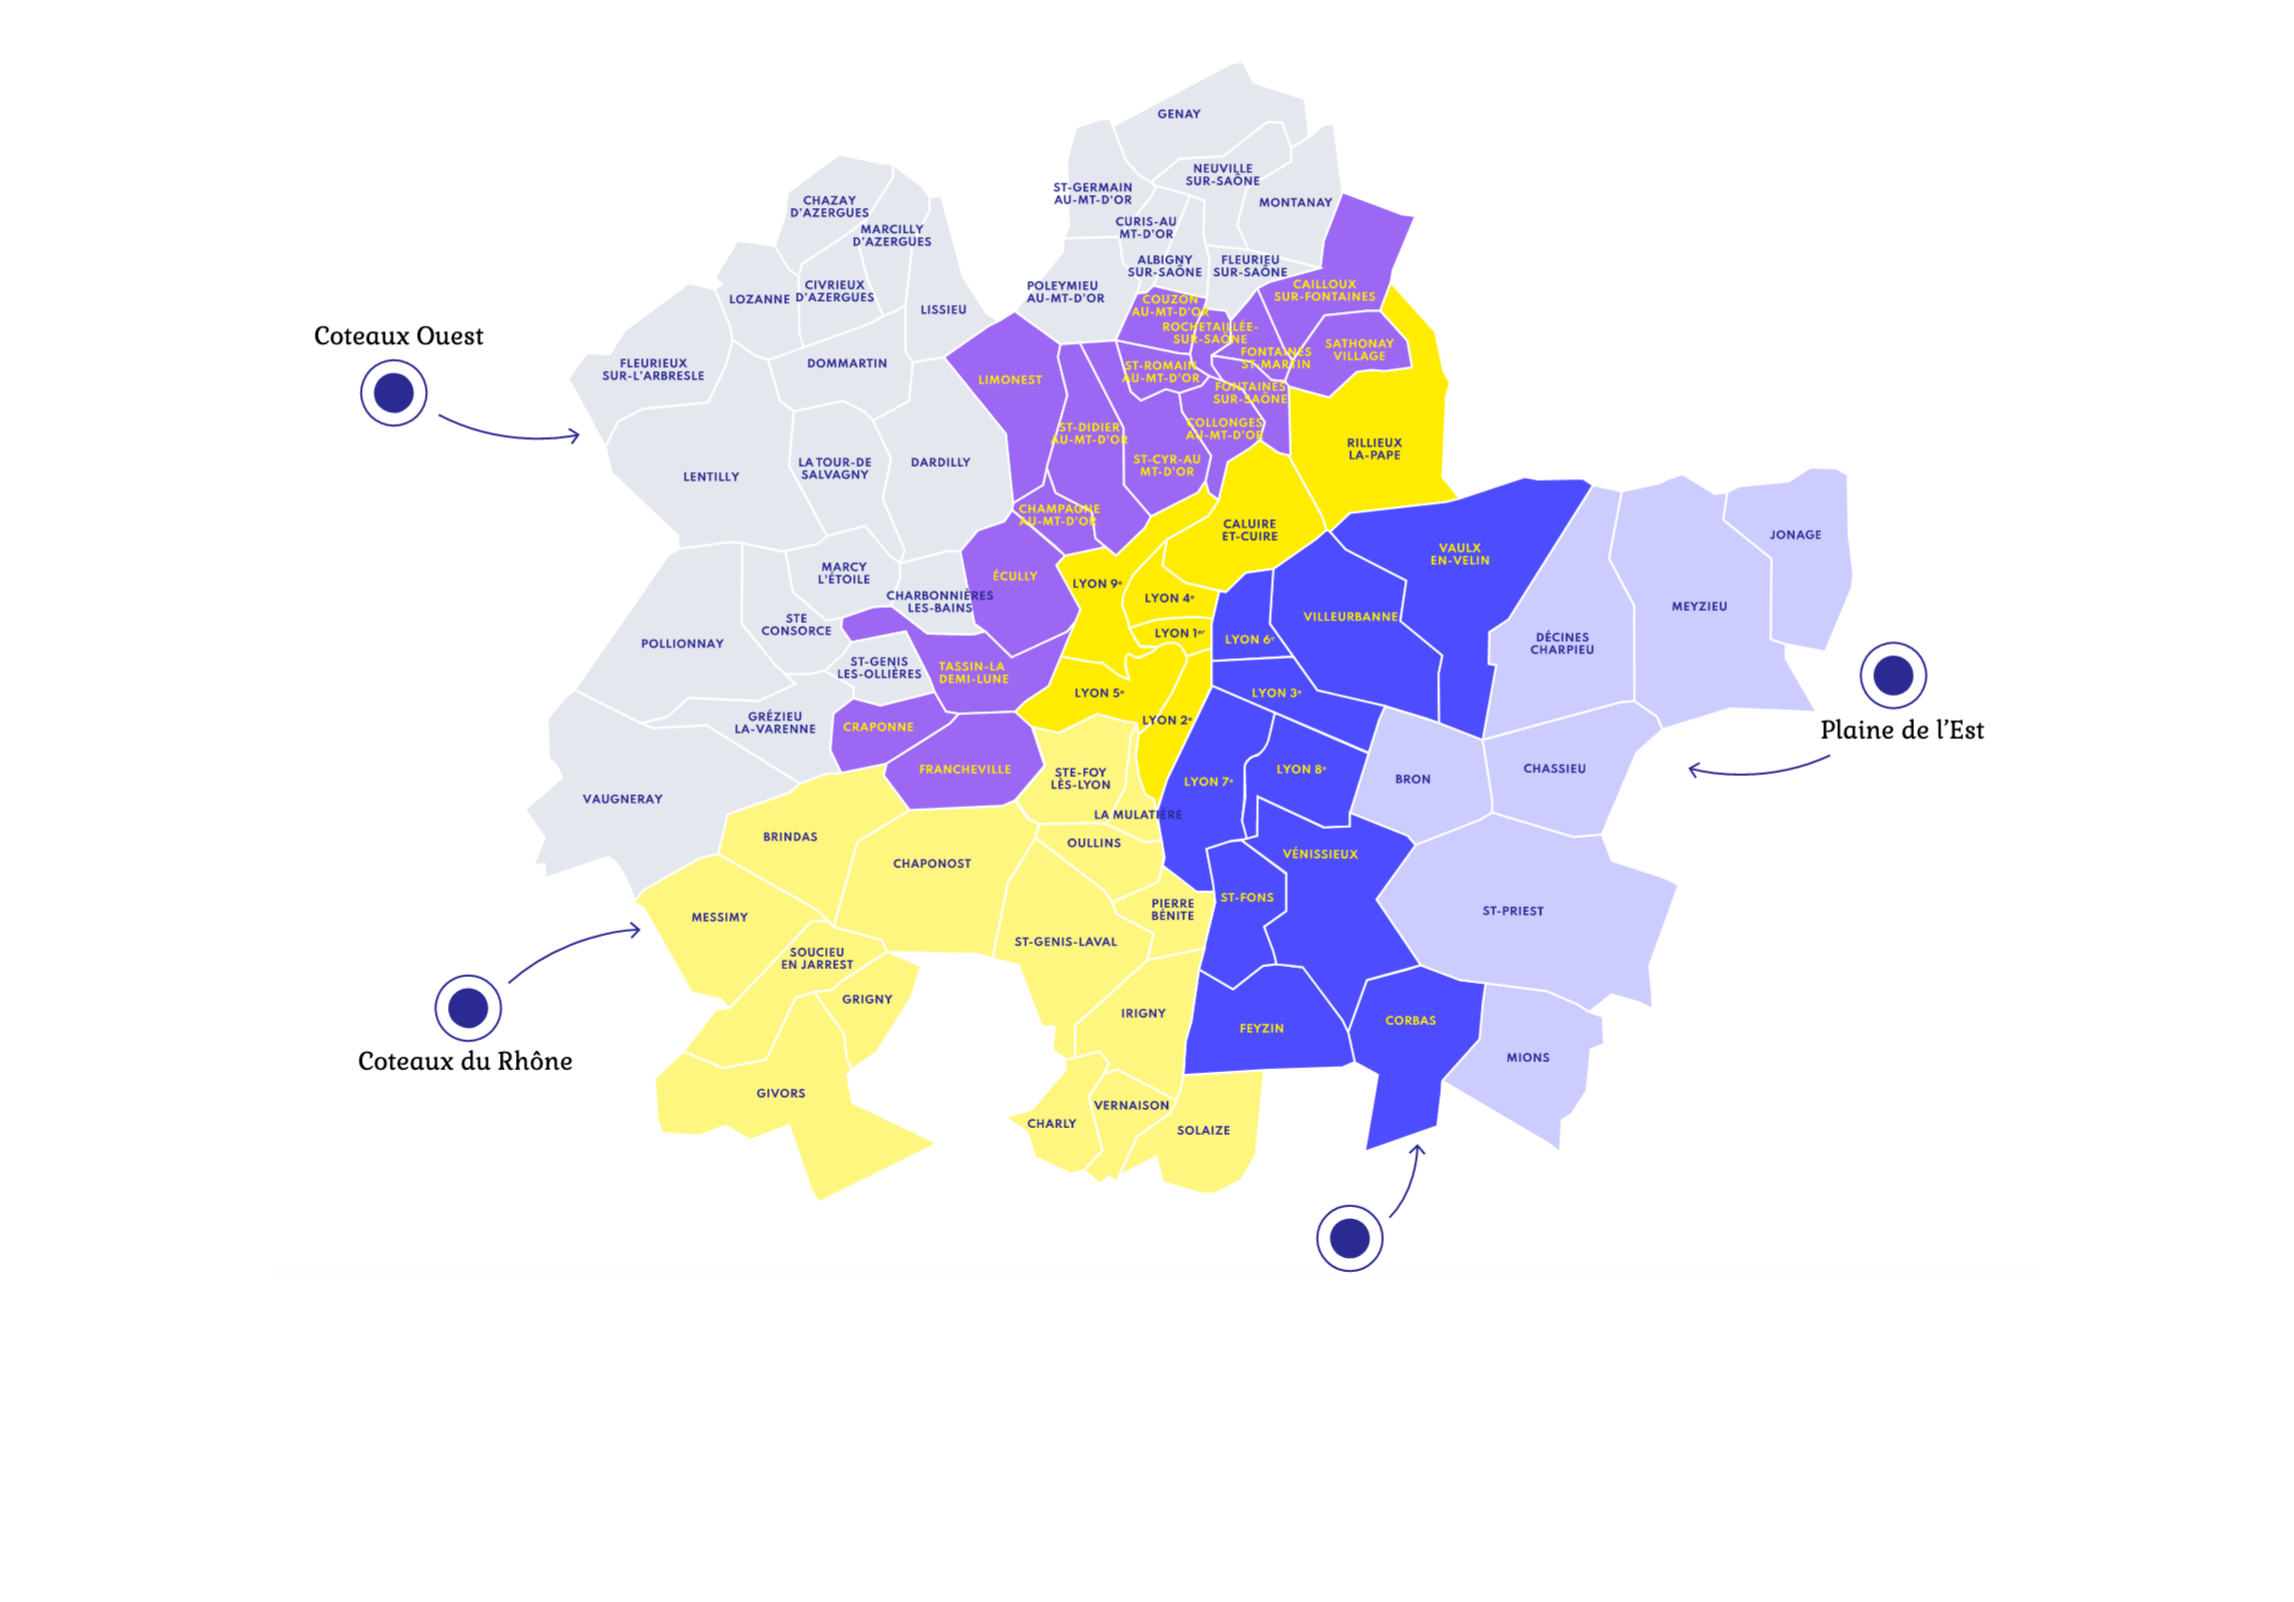 GENAY
NEUVILLE
SUR-SAÔNE
ST-GERMAIN
AU-MT-D'OR
MONTANAY
CURIS-AU
MT-D'OR
CHAZAY
D'AZERGUES
MARCILLY
D'AZERGUES
ALBIGNY
SUR-SAÔNE
FLEURIEU
SUR-SAÔNE
POLEYMIEU
AU-MT-D'OR
CAILLOUX
SUR-FONTAINES
LOZANNE
CIVRIEUX
D'AZERGUES
LISSIEU
COUZON
AU-MT-D'OR
ROCHETAILLÉE-
SUR-SAÔNE
Coteaux Ouest
FLEURIEUX
SUR-L'ARBRESLE
DOMMARTIN
LIMONEST
ST-ROMAIN
AU-MT-D'OR
FONTAINES
ST-MARTIN
SATHONAY
VILLAGE
FONTAINES
SUR-SAÔNE
ST-DIDIER
AU-MT-D'OR
COLLONGES
AU-MT-D'OR
RILLIEUX
LA-PAPE
LENTILLY
LA TOUR-DE
SALVAGNY
DARDILLY
ST-CYR-AU
MT-D'OR
CHAMPAGNE
AU-MT-D'OR
CALUIRE
ET-CUIRE
VAULX
EN-VELIN
JONAGE
MARCY
L'ÉTOILE
ÉCULLY
LYON 9e
CHARBONNIÈRES
LES-BAINS
LYON 4e
VILLEURBANNE
MEYZIEU
STE
CONSORCE
LYON 1er
LYON 6e
DÉCINES
CHARPIEU
POLLIONNAY
ST-GENIS
LES-OLLIÈRES
TASSIN-LA
DEMI-LUNE
LYON 5e
LYON 3e
GRÉZIEU
LA-VARENNE
CRAPONNE
LYON 2e
Plaine de l'Est
FRANCHEVILLE
STE-FOY
LÈS-LYON
LYON 7e
LYON 8e
BRON
CHASSIEU
VAUGNERAY
LA MULATIÈRE
BRINDAS
OULLINS
CHAPONOST
VÉNISSIEUX
MESSIMY
PIERRE
BÉNITE
ST-FONS
ST-PRIEST
ST-GENIS-LAVAL
SOUCIEU
EN JARREST
GRIGNY
IRIGNY
FEYZIN
CORBAS
Coteaux du Rhône
MIONS
GIVORS
CHARLY
VERNAISON
SOLAIZE